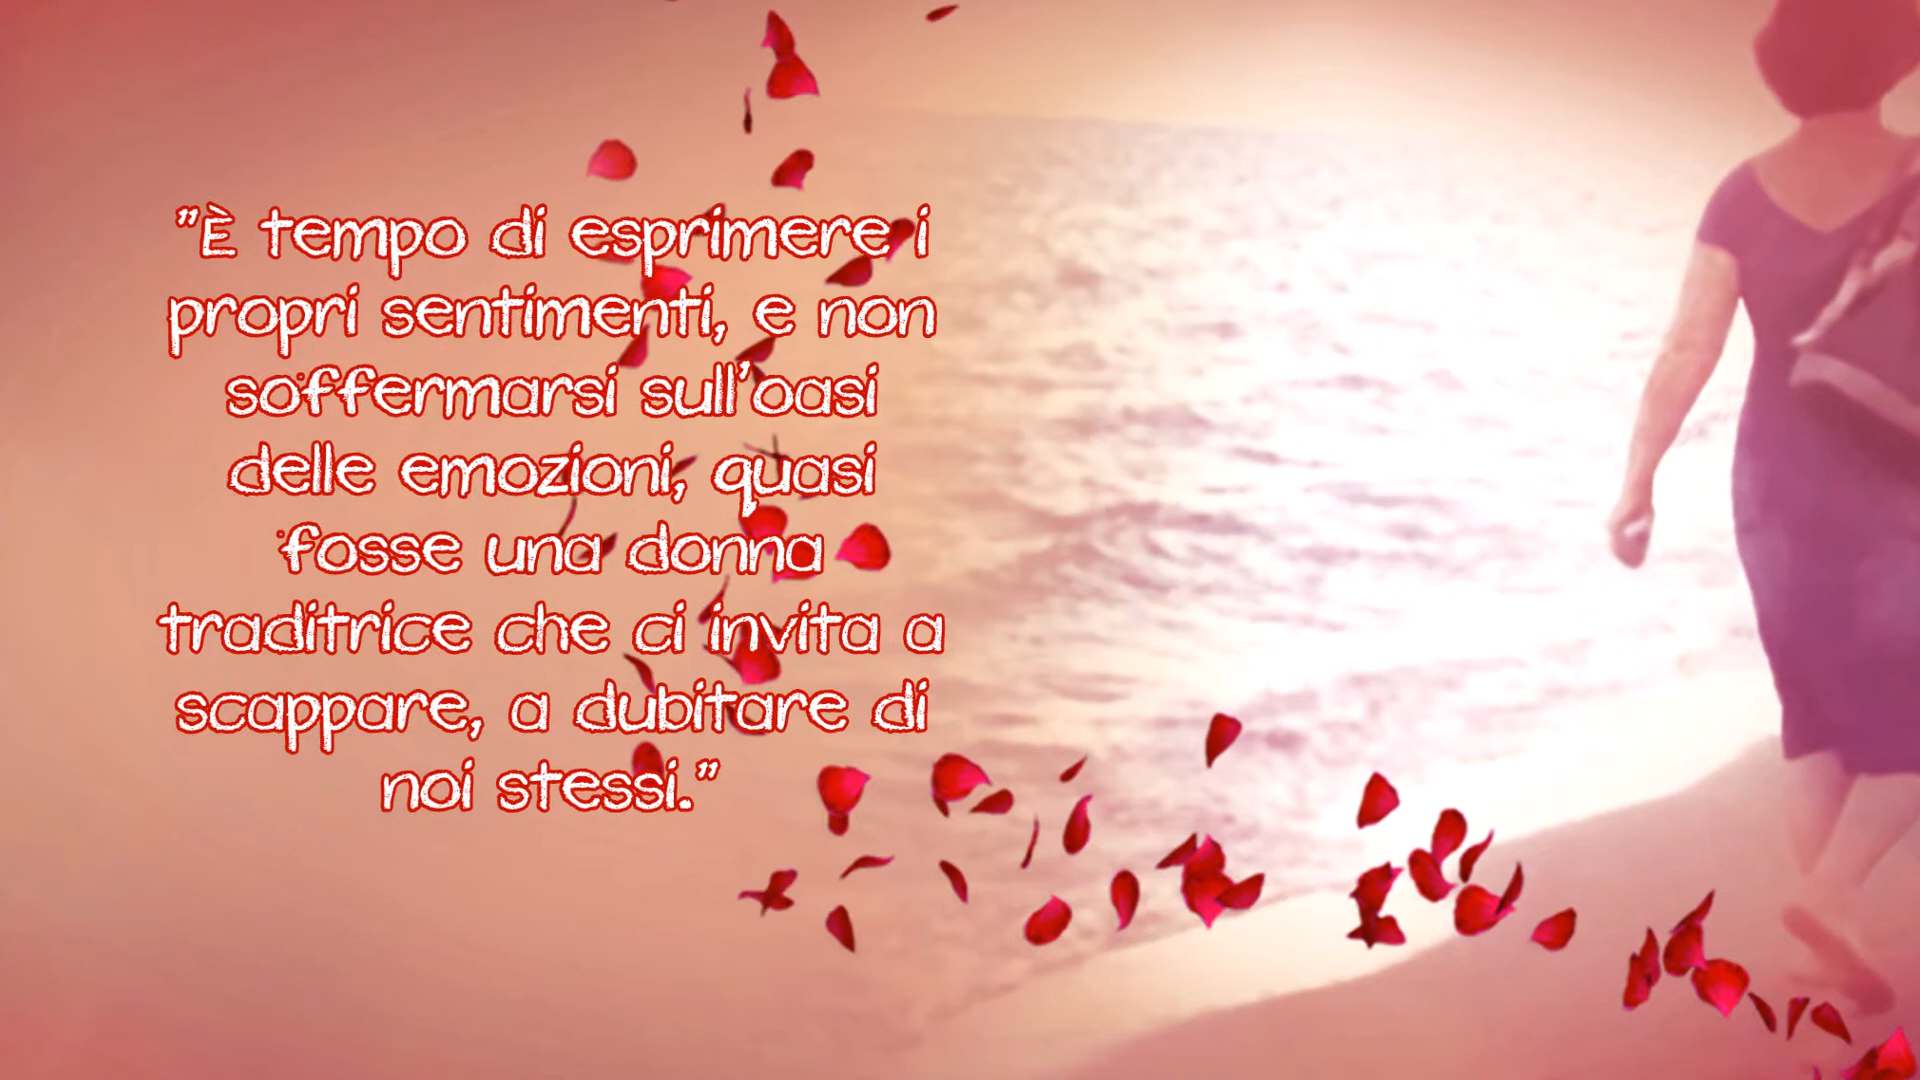 "È tempo di esprimere i
propri sentimenti, e non
soffermarsi sull'oasi
delle emozioni, quasi
fosse una donna
traditrice che ci invita a
scappare, a dubitare di
noi stessi."